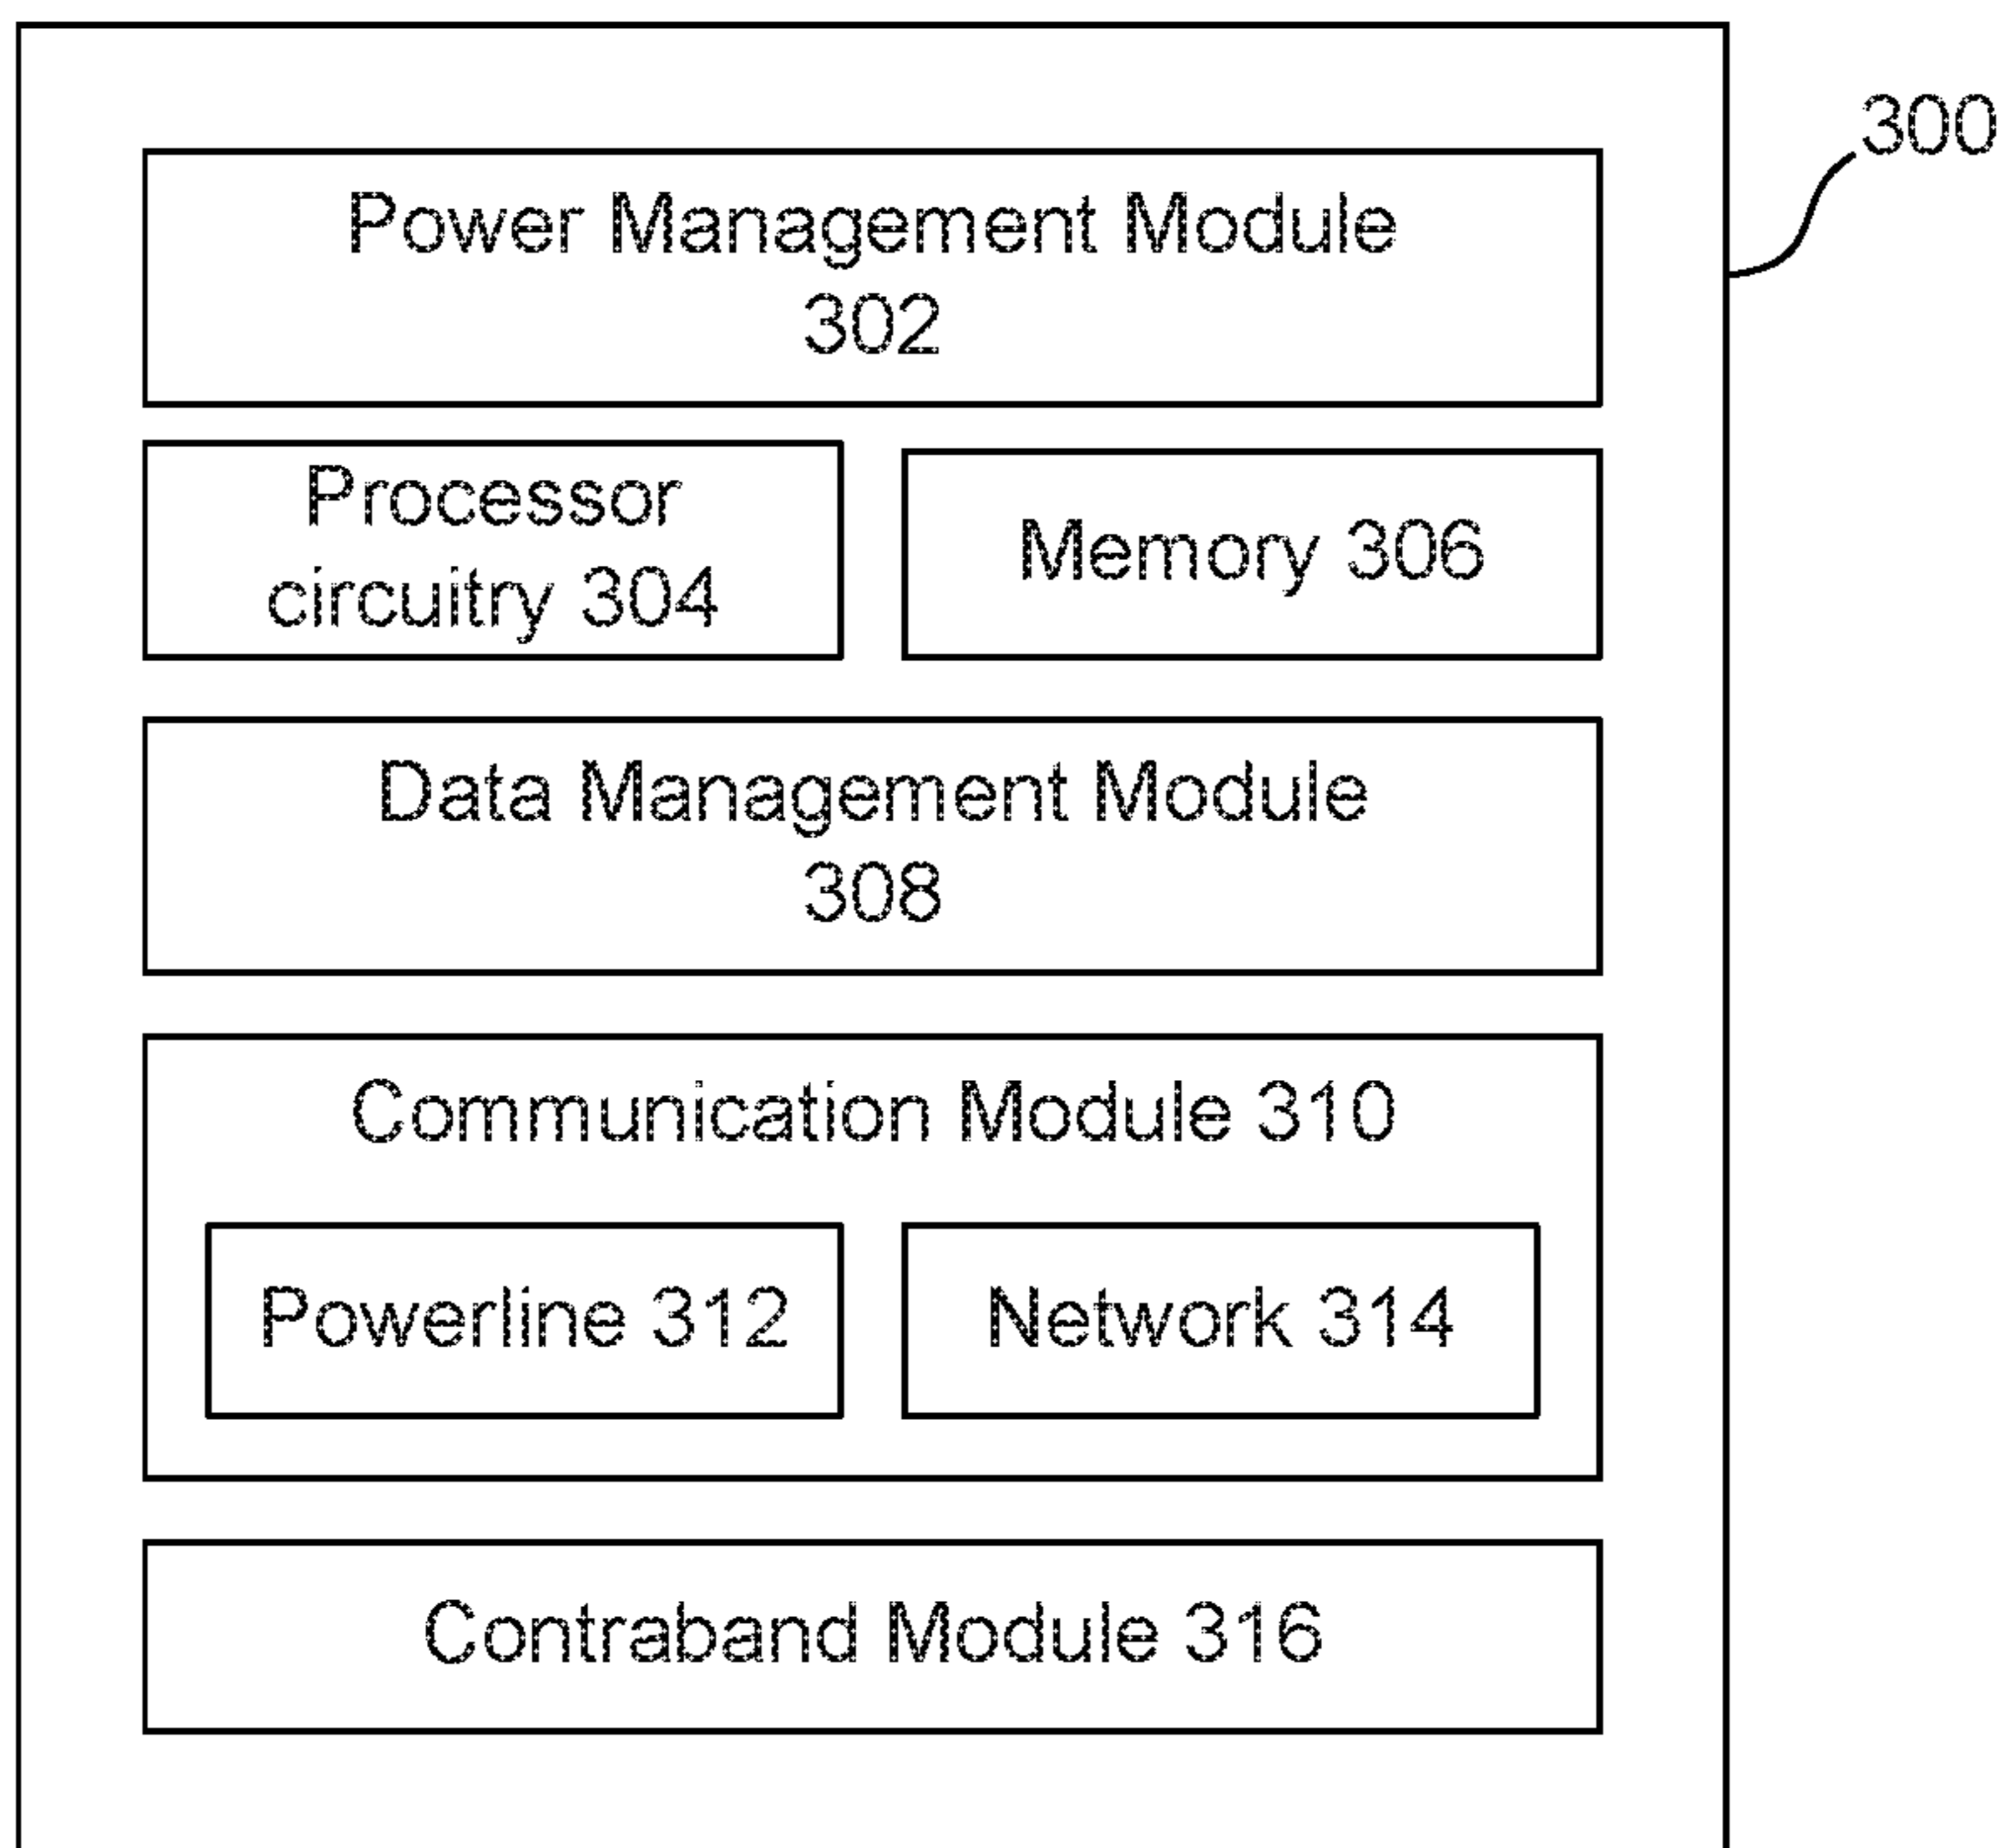 300
Power Management Module
302
Processor
circuitry 304
Memory 306
Data Management Module
308
Communication Module 310
Powerline 312
Network 314
Contraband Module 316